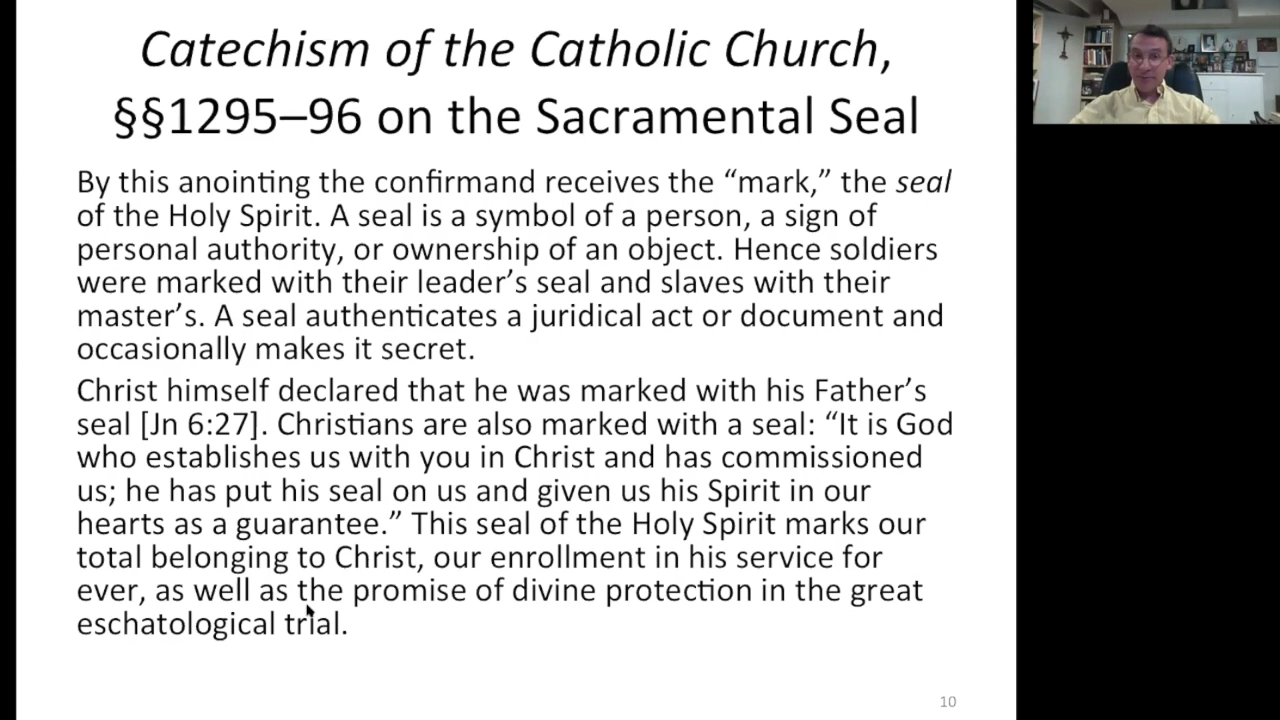 Catechism of the Catholic Church,
§§1295–96 on the Sacramental Seal
By this anointing the confirmand receives the “mark,” the seal
of the Holy Spirit. A seal is a symbol of a person, a sign of
personal authority, or ownership of an object. Hence soldiers
were marked with their leader’s seal and slaves with their
master’s. A seal authenticates a juridical act or document and
occasionally makes it secret.
Christ himself declared that he was marked with his Father’s
seal [Jn 6:27]. Christians are also marked with a seal: “It is God
who establishes us with you in Christ and has commissioned
us; he has put his seal on us and given us his Spirit in our
hearts as a guarantee.” This seal of the Holy Spirit marks our
total belonging to Christ, our enrollment in his service for
ever, as well as the promise of divine protection in the great
eschatological trial.
10